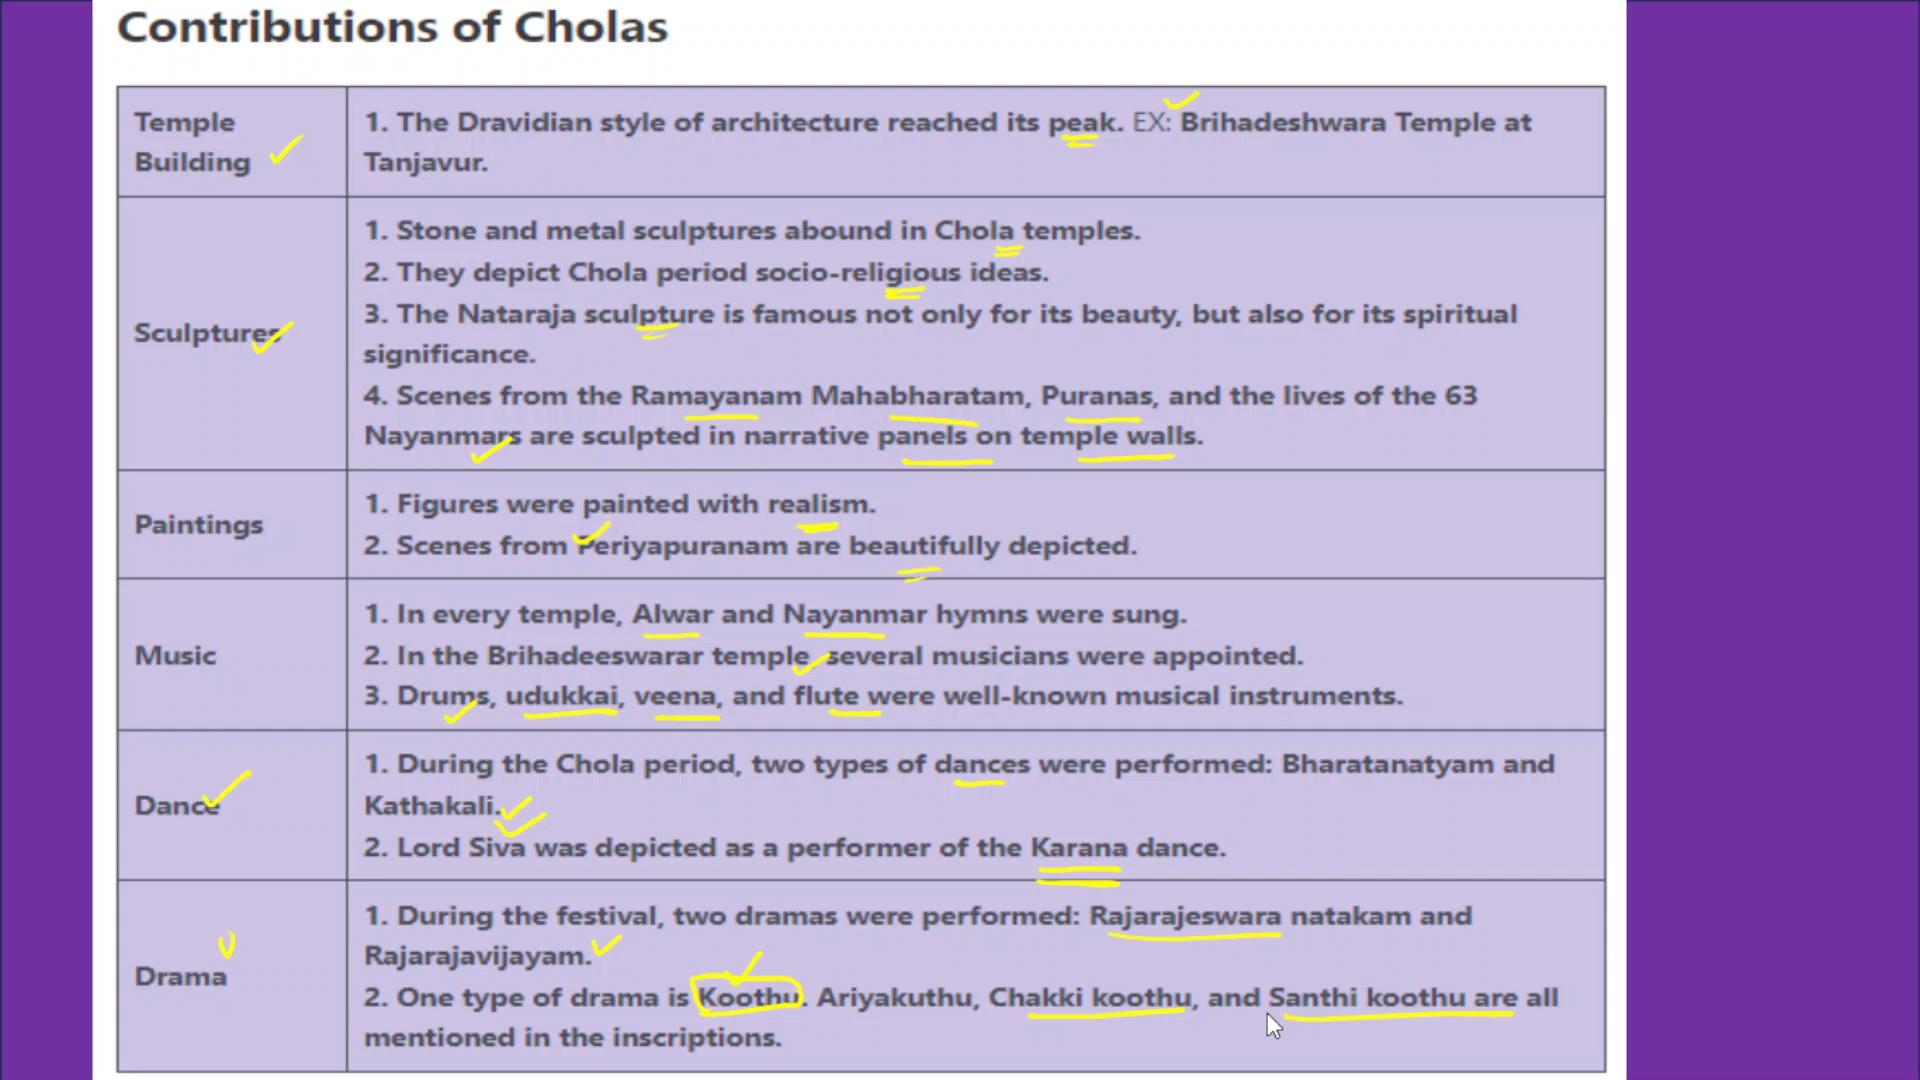 Contributions of Cholas
Temple
Building
1. The Dravidian style of architecture reached its peak. EX: Brihadeshwara Temple at
Tanjavur.
Sculptures
1. Stone and metal sculptures abound in Chola temples.
2. They depict Chola period socio-religious ideas.
3. The Nataraja sculpture is famous not only for its beauty, but also for its spiritual
significance.
4. Scenes from the Ramayanam Mahabharatam, Puranas, and the lives of the 63
Nayanmars are sculpted in narrative panels on temple walls.
Paintings
1. Figures were painted with realism.
2. Scenes from Periyapuranam are beautifully depicted.
Music
1. In every temple, Alwar and Nayanmar hymns were sung.
2. In the Brihadeeswarar temple, several musicians were appointed.
3. Drums, udukkai, veena, and flute were well-known musical instruments.
Dance
1. During the Chola period, two types of dances were performed: Bharatanatyam and
Kathakali.
2. Lord Siva was depicted as a performer of the Karana dance.
Drama
1. During the festival, two dramas were performed: Rajarajeswara natakam and
Rajarajavijayam.
2. One type of drama is Koothu. Ariyakuthu, Chakki koothu, and Santhi koothu are all
mentioned in the inscriptions.